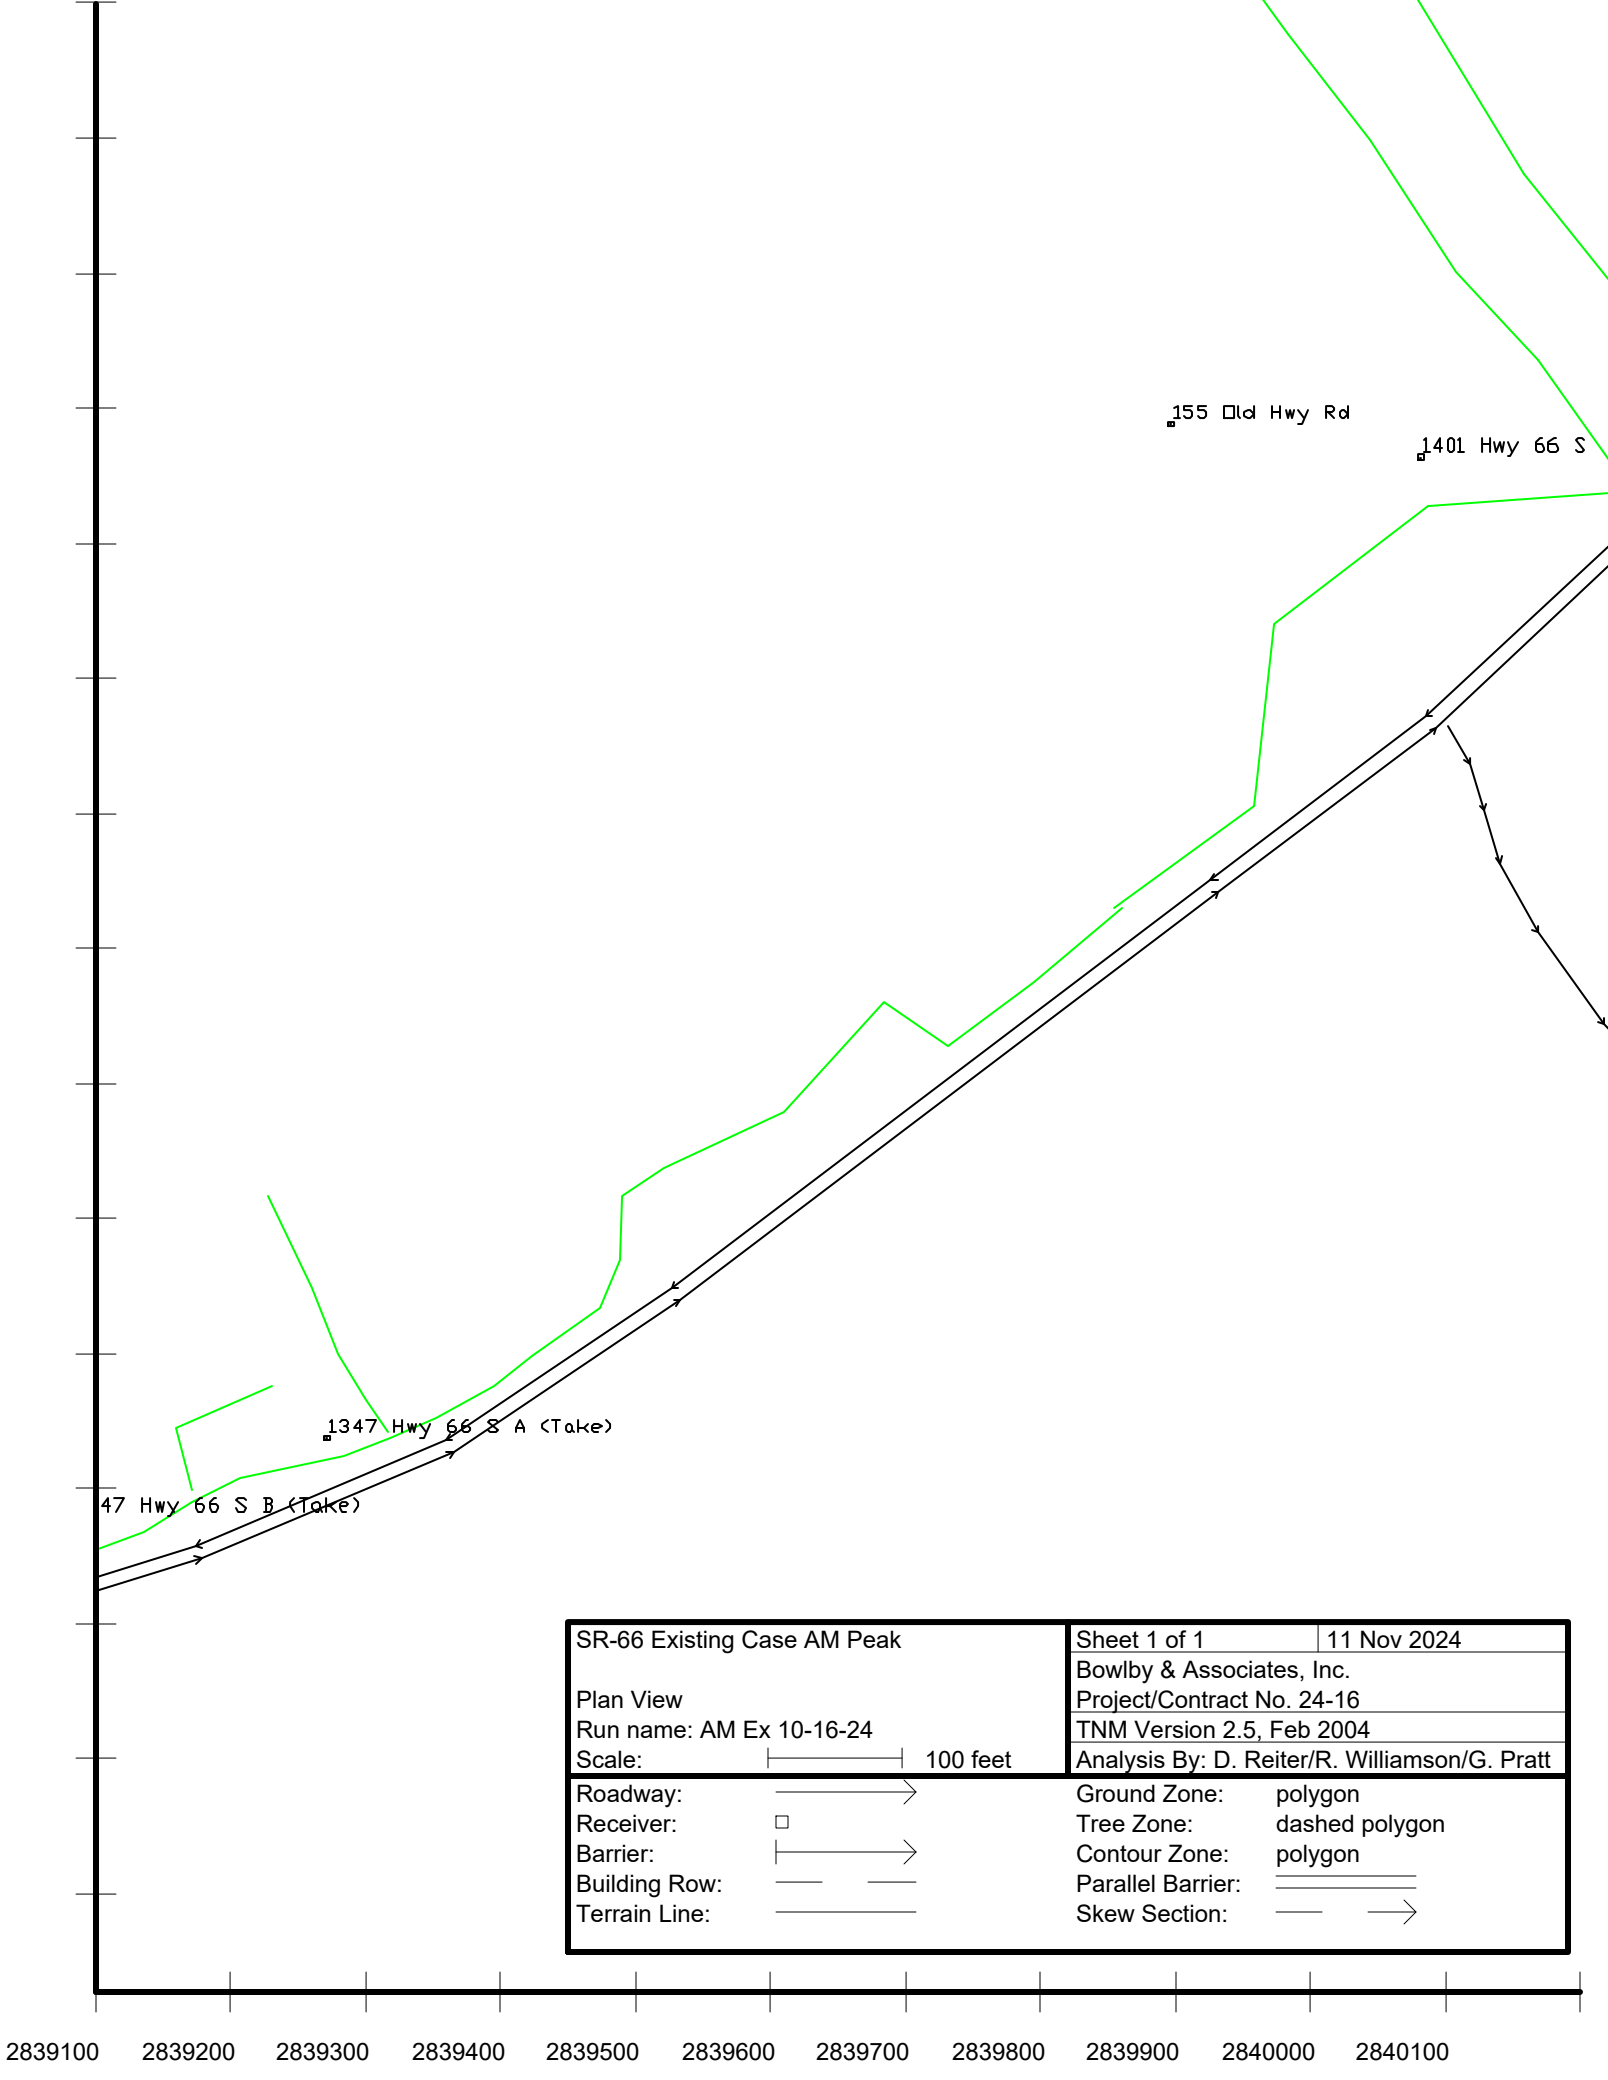 155 Old Hwy Rd
1401 Hwy 66 S
1347 Hwy 66 S A (Take)
47 Hwy 66 S B (Take)
SR-66 Existing Case AM Peak
Plan View
Run name: AM Ex 10-16-24
Scale: 100 feet
Sheet 1 of 1 11 Nov 2024
Bowlby & Associates, Inc.
Project/Contract No. 24-16
TNM Version 2.5, Feb 2004
Analysis By: D. Reiter/R. Williamson/G. Pratt
Roadway:
Receiver:
Barrier:
Building Row:
Terrain Line:
Ground Zone: polygon
Tree Zone: dashed polygon
Contour Zone: polygon
Parallel Barrier:
Skew Section:
2839100 2839200 2839300 2839400 2839500 2839600 2839700 2839800 2839900 2840000 2840100